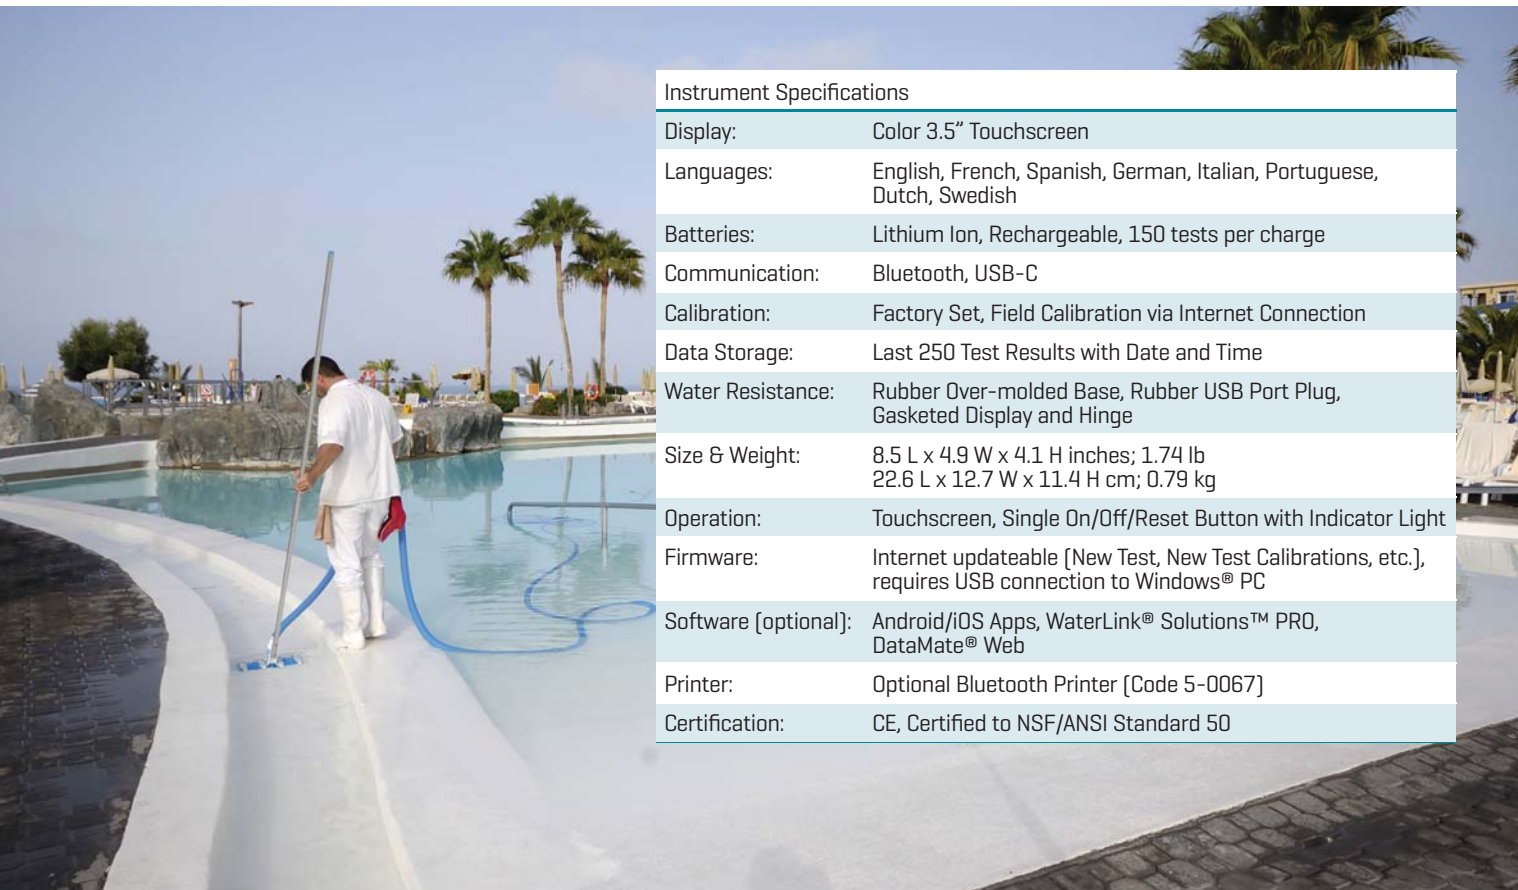 Instrument Specifications
Display: Color 3.5” Touchscreen
Languages: English, French, Spanish, German, Italian, Portuguese,
Dutch, Swedish
Batteries: Lithium Ion, Rechargeable, 150 tests per charge
Communication: Bluetooth, USB-C
Calibration: Factory Set, Field Calibration via Internet Connection
Data Storage: Last 250 Test Results with Date and Time
Water Resistance: Rubber Over-molded Base, Rubber USB Port Plug,
Gasketed Display and Hinge
Size & Weight: 8.5 L x 4.9 W x 4.1 H inches; 1.74 lb
22.6 L x 12.7 W x 11.4 H cm; 0.79 kg
Operation: Touchscreen, Single On/Off/Reset Button with Indicator Light
Firmware: Internet updateable (New Test, New Test Calibrations, etc.),
requires USB connection to Windows® PC
Software (optional): Android/iOS Apps, WaterLink® Solutions™ PRO,
DataMate® Web
Printer: Optional Bluetooth Printer (Code 5-0067)
Certification: CE, Certified to NSF/ANSI Standard 50